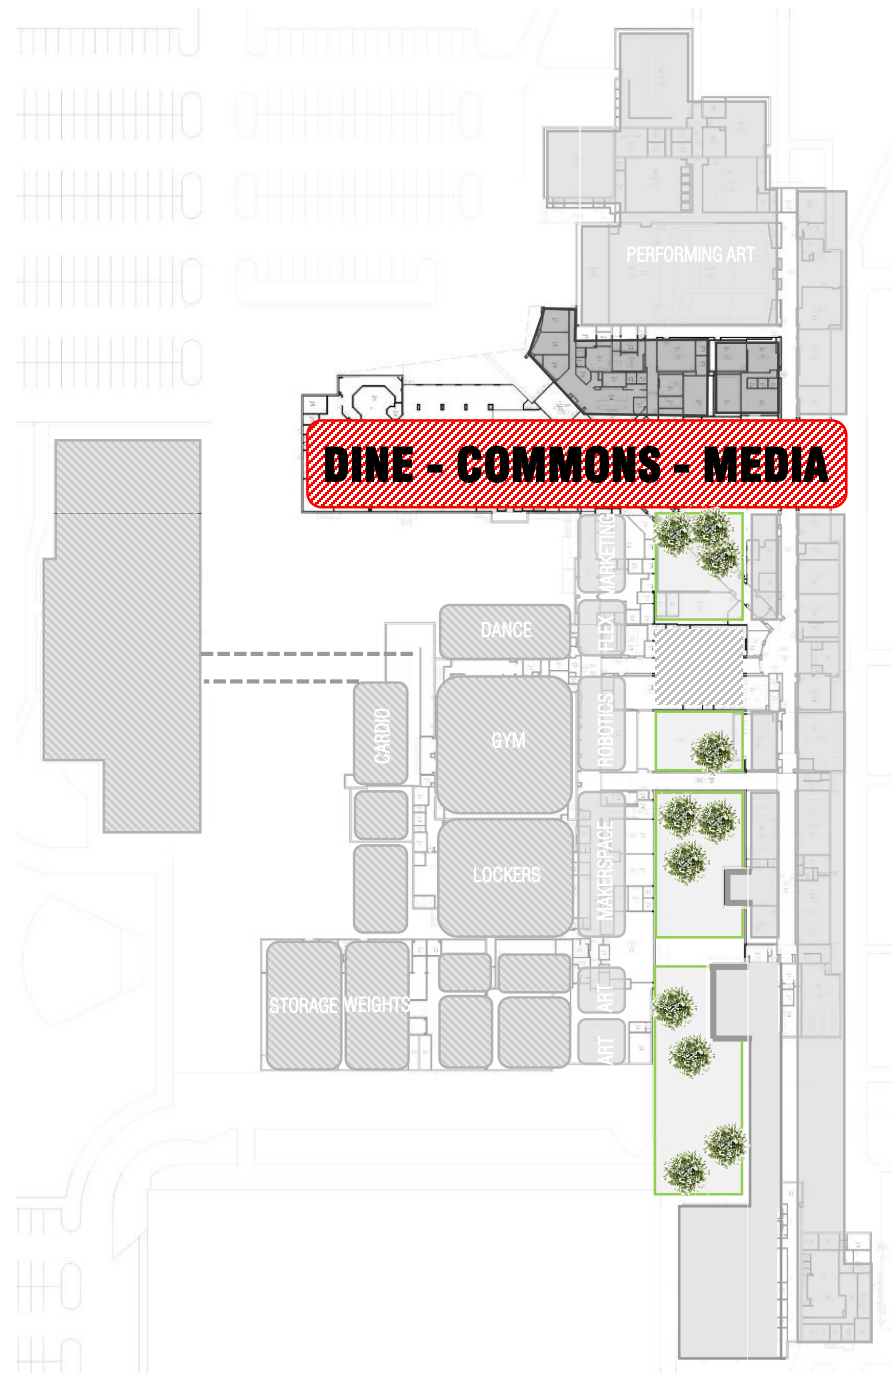 PERFORMING ART
DINE - COMMONS - MEDIA
MARKETING
DANCE
FLEX
CARDIO
GYM
ROBOTICS
LOCKERS
MAKERSPACE
STORAGE
WEIGHTS
ART
ART